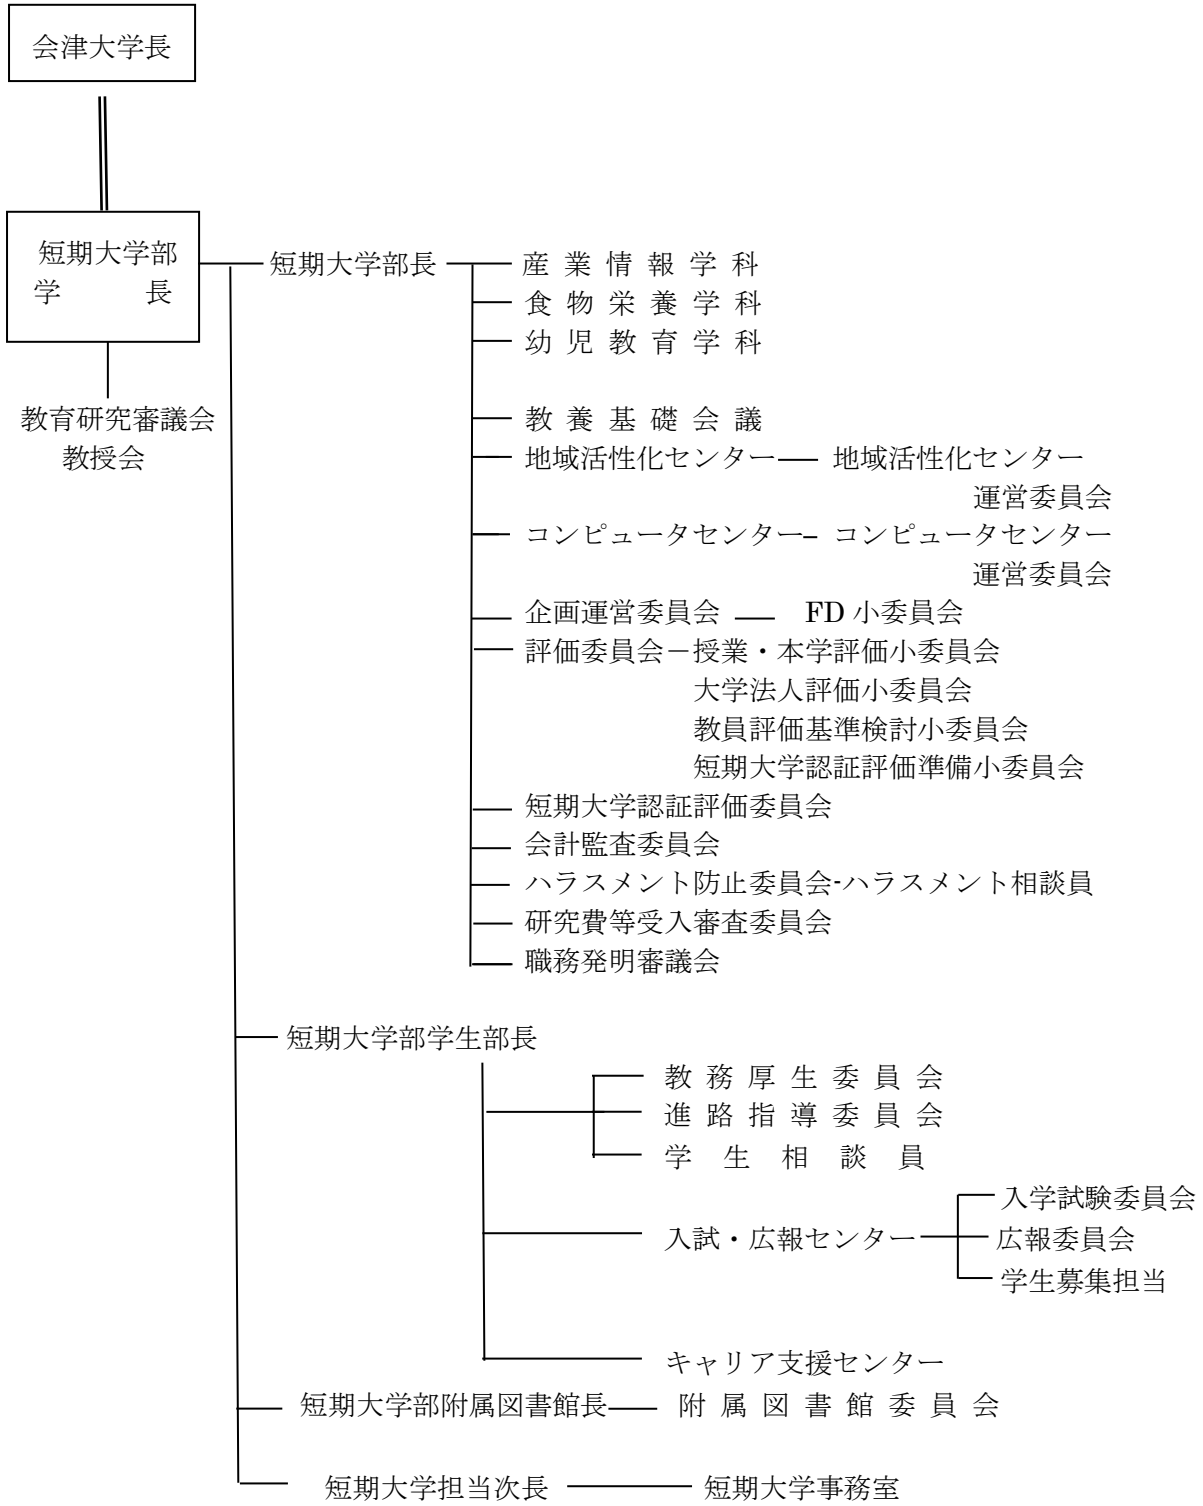 会津大学長
短期大学部
学　　　長
教育研究審議会
教授会
短期大学部長
産業情報学科
食物栄養学科
幼児教育学科
教養基礎会議
地域活性化センター　地域活性化センター
運営委員会
コンピュータセンター　コンピュータセンター
運営委員会
企画運営委員会　FD 小委員会
評価委員会－授業・本学評価小委員会
大学法人評価小委員会
教員評価基準検討小委員会
短期大学認証評価準備小委員会
短期大学認証評価委員会
会計監査委員会
ハラスメント防止委員会-ハラスメント相談員
研究費等受入審査委員会
職務発明審議会
短期大学部学生部長
教務厚生委員会
進路指導委員会
学生相談員
入試・広報センター
入学試験委員会
広報委員会
学生募集担当
キャリア支援センター
短期大学部附属図書館長　附属図書館委員会
短期大学担当次長　短期大学事務室